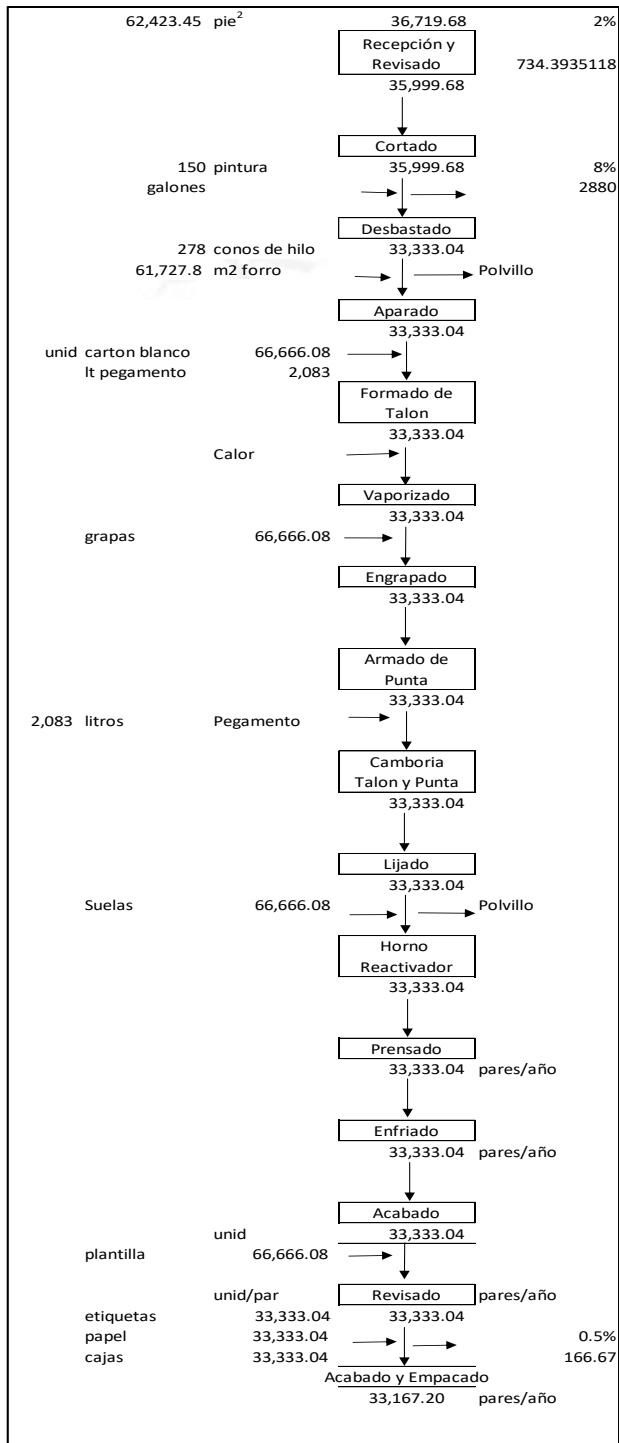 62,423.45 pie² 36,719.68 2%
Recepción y
Revisado 734.3935118
35,999.68
Cortado
150 pintura 35,999.68 8%
galones 2880
Desbastado
278 conos de hilo 33,333.04
61,727.8 m2 forro Polvillo
Aparado
33,333.04
unid carton blanco 66,666.08
lt pegamento 2,083
Formado de
Talon
33,333.04
Calor
Vaporizado
33,333.04
grapas 66,666.08
Engrapado
33,333.04
Armado de
Punta
33,333.04
2,083 litros Pegamento
Camboria
Talon y Punta
33,333.04
Lijado
33,333.04
Suelas 66,666.08 Polvillo
Horno
Reactivador
33,333.04
Prensado
33,333.04 pares/año
Enfriado
33,333.04 pares/año
Acabado
unid 33,333.04
plantilla 66,666.08
unid/par Revisado pares/año
etiquetas 33,333.04 33,333.04
papel 33,333.04 0.5%
cajas 33,333.04 166.67
Acabado y Empacado
33,167.20 pares/año